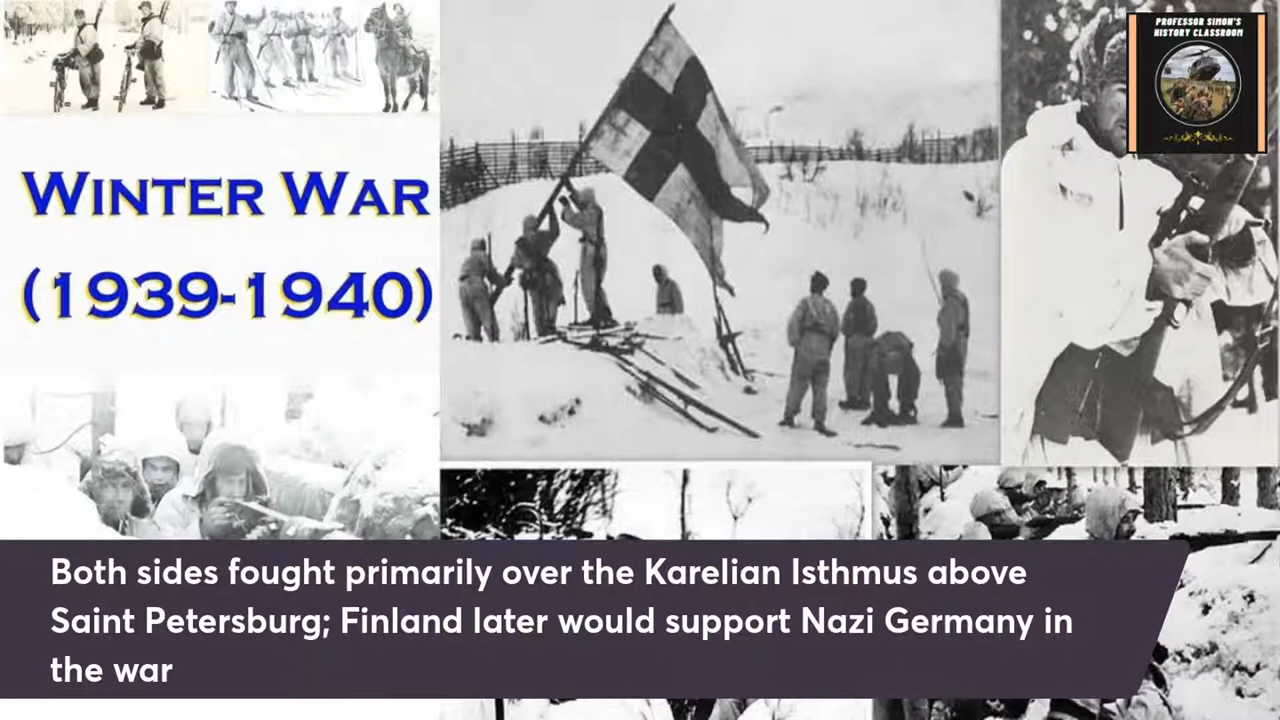 PROFESSOR SIMON'S
HISTORY CLASSROOM
WINTER WAR
(1939-1940)
Both sides fought primarily over the Karelian Isthmus above
Saint Petersburg; Finland later would support Nazi Germany in
the war